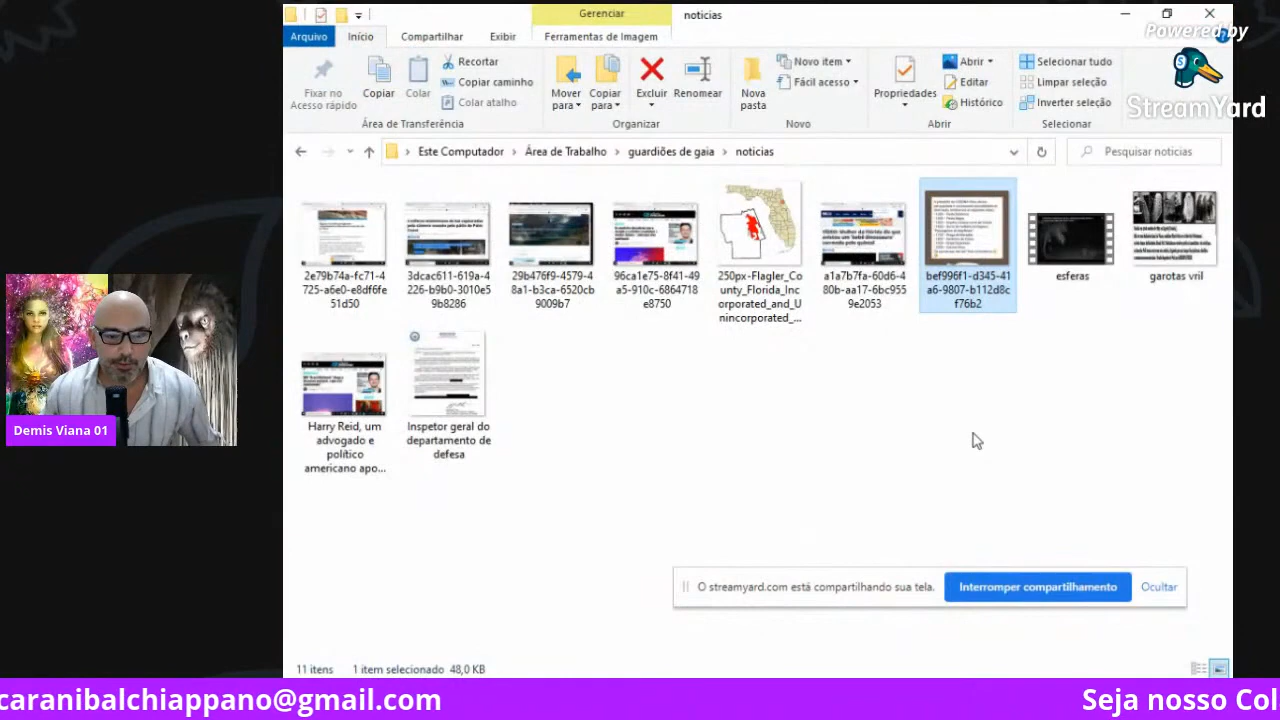 Gerenciar
noticias
Powered by
StreamYard
Arquivo
Início
Compartilhar
Exibir
Ferramentas de Imagem
Fixar no
Acesso rápido
Copiar
Colar
Recortar
Copiar caminho
Colar atalho
Área de Transferência
Mover
para
Copiar
para
Excluir
Renomear
Organizar
Nova
pasta
Novo item
Fácil acesso
Novo
Propriedades
Abrir
Editar
Histórico
Abrir
Selecionar tudo
Limpar seleção
Inverter seleção
Selecionar
Este Computador
Área de Trabalho
guardiões de gaia
noticias
Pesquisar noticias
2e79b74a-fc71-4
725-a6e0-e8df6fe
51d50
3dcac611-619a-4
226-b9b0-3010e5
9b8286
29b476f9-4579-4
8a1-b3ca-6520cb
9009b7
96ca1e75-8f41-49
a5-910c-6864718
e8750
250px-Flagler_Co
unty_Florida_Inc
orporated_and_U
nincorporated_...
a1a7b7fa-60d6-4
80b-aa17-6bc955
9e2053
bef996f1-d345-41
a6-9807-b112d8c
f76b2
esferas
garotas vril
Harry Reid, um
advogado e
político
americano apo...
Inspetor geral do
departamento de
defesa
Demis Viana 01
O streamyard.com está compartilhando sua tela.
Interromper compartilhamento
Ocultar
11 itens
1 item selecionado 48,0 KB
caranibalchiappano@gmail.com
Seja nosso Col